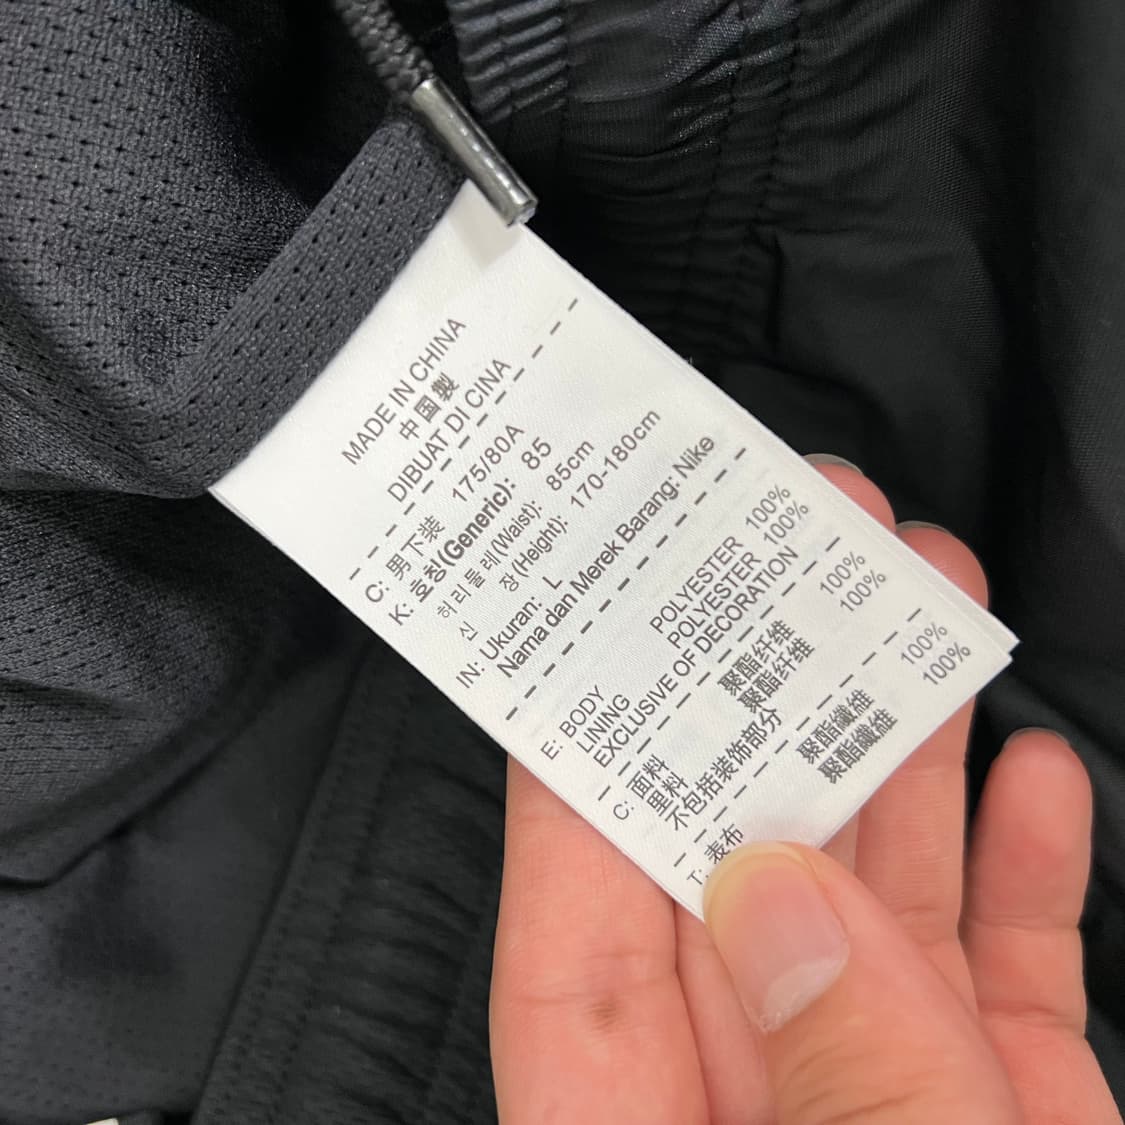 MADE IN CHINA
中国製
DIBUAT DI CINA
C: 男下装 175/80A
K: 호칭(Generic): 85
허리둘레(Waist): 85cm
신 장(Height): 170-180cm
IN: Ukuran: L
Nama dan Merek Barang: Nike
E: BODY POLYESTER 100%
LINING POLYESTER 100%
EXCLUSIVE OF DECORATION
C: 面料 聚酯纤维 100%
里料 聚酯纤维 100%
不包括装饰部分
T: 表布 聚酯纖維 100%
聚酯纖維 100%